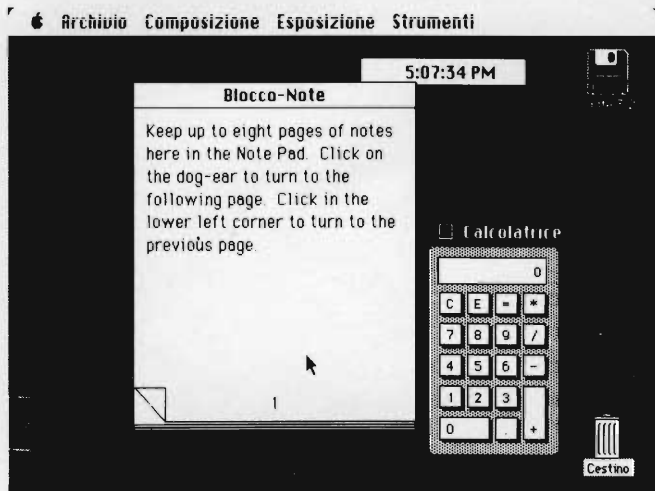 Archivio Composizione Esposizione Strumenti
5:07:34 PM
Blocco-Note
Keep up to eight pages of notes
here in the Note Pad. Click on
the dog-ear to turn to the
following page. Click in the
lower left corner to turn to the
previous page.
1
Calcolatrice
0
C E = *
7 8 9 /
4 5 6 -
1 2 3
0 . +
Cestino